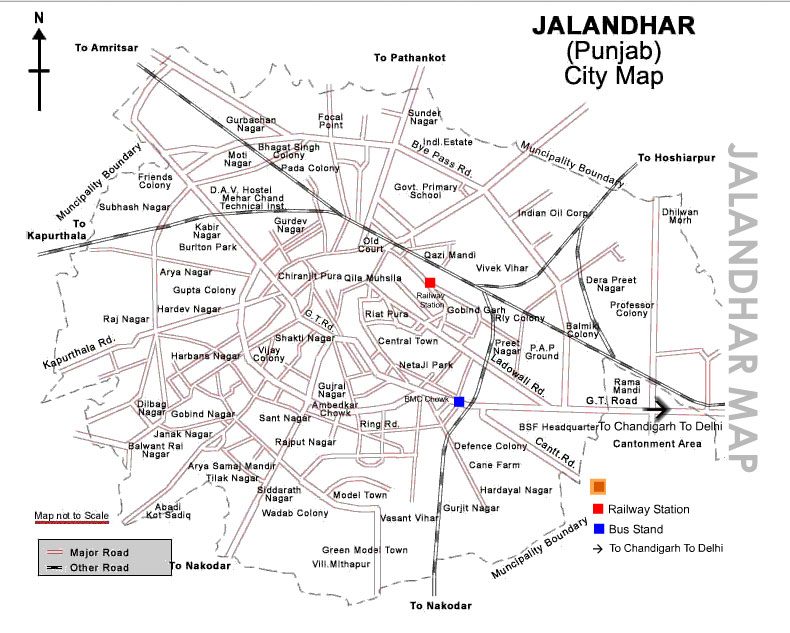 JALANDHAR
(Punjab)
City Map
N
To Amritsar
To Pathankot
Gurbachan
Nagar
Focal
Point
Sunder
Nagar
Indl.Estate
Bye Pass Rd.
Muncipality Boundary
To Hoshiarpur
Muncipality Boundary
Moti
Nagar
Bhagat Singh
Colony
Pada Colony
Friends
Colony
Subhash Nagar
D.A.V. Hostel
Mehar Chand
Technical Inst.
Govt. Primary
School
Indian Oil Corp.
Dhilwan
Morh
To
Kapurthala
Kabir
Nagar
Burlton Park
Gurdev
Nagar
Old
Court
Qazi Mandi
Vivek Vihar
Arya Nagar
Chiranjit Pura
Qila Muhslla
Gupta Colony
Railway
Station
Dera Preet
Nagar
Professor
Colony
Hardev Nagar
Raj Nagar
G.T.Rd.
Riat Pura
Gobind Garh
Rly Colony
Balmiki
Colony
Shakti Nagar
Central Town
Preet
Nagar
P.A.P
Ground
Kapurthala Rd.
Harbans Nagar
Vijay
Colony
NetaJI Park
Ladowali Rd.
Rama
Mandi
G.T. Road
Gujral
Nagar
Ambedkar
Chowk
BMC Chowk
Dilbag
Nagar
Gobind Nagar
Sant Nagar
Ring Rd.
BSF Headquarter
To Chandigarh To Delhi
Cantonment Area
Janak Nagar
Balwant Rai
Nagar
Rajput Nagar
Defence Colony
Cantt Rd.
Cane Farm
Arya Samaj Mandir
Tilak Nagar
Siddarath
Nagar
Model Town
Hardayal Nagar
Abadi
Kot Sadiq
Wadab Colony
Vasant Vihar
Gurjit Nagar
Muncipality Boundary
Green Model Town
Vill.Mlthapur
To Nakodar
To Nakodar
Map not to Scale
Major Road
Other Road
Railway Station
Bus Stand
To Chandigarh To Delhi
JALANDHAR MAP